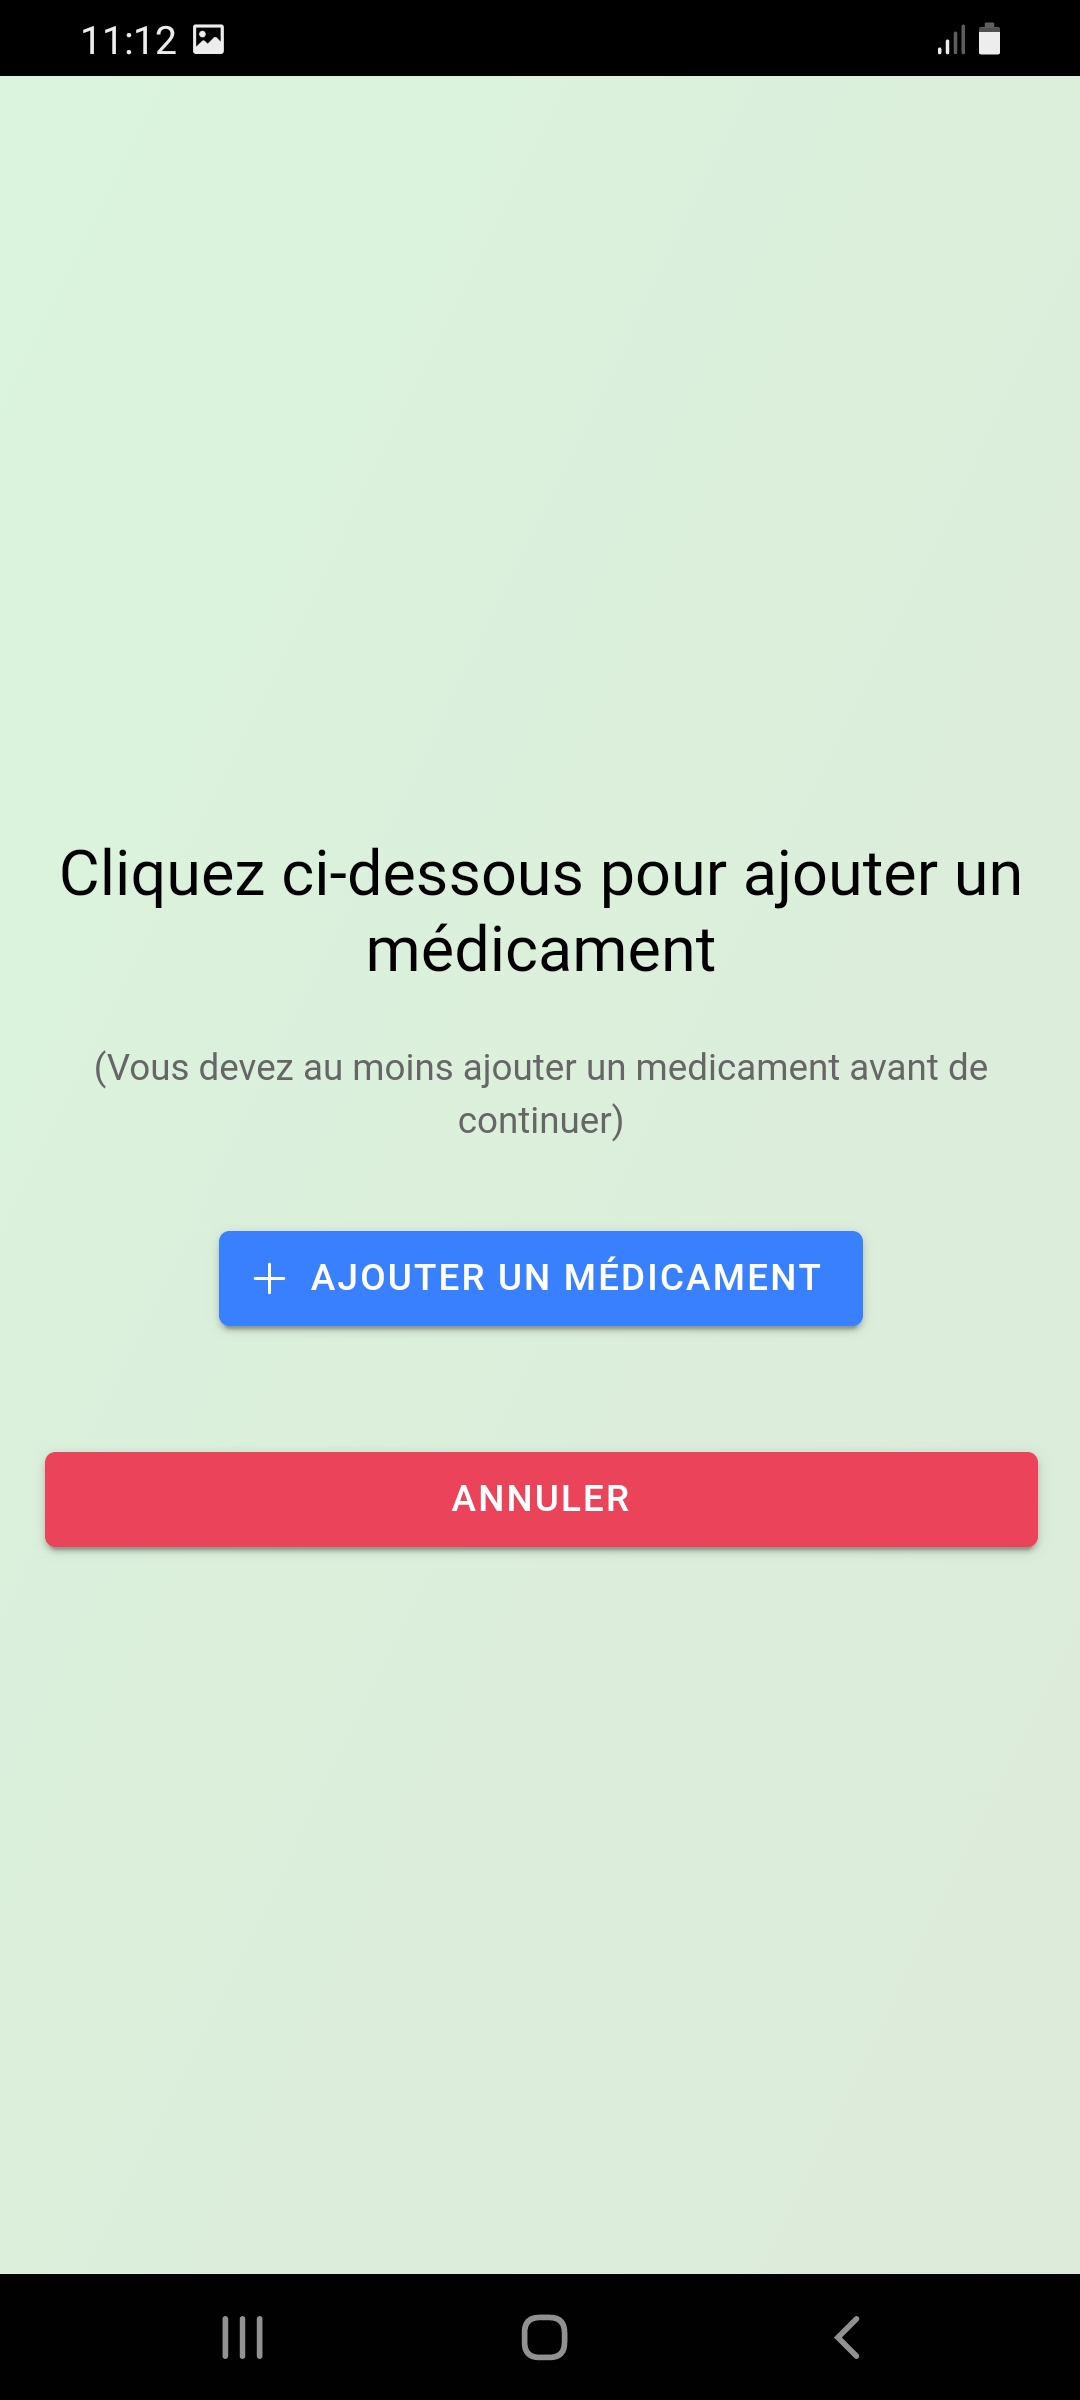 11:12
Cliquez ci-dessous pour ajouter un
médicament
(Vous devez au moins ajouter un medicament avant de
continuer)
AJOUTER UN MÉDICAMENT
ANNULER